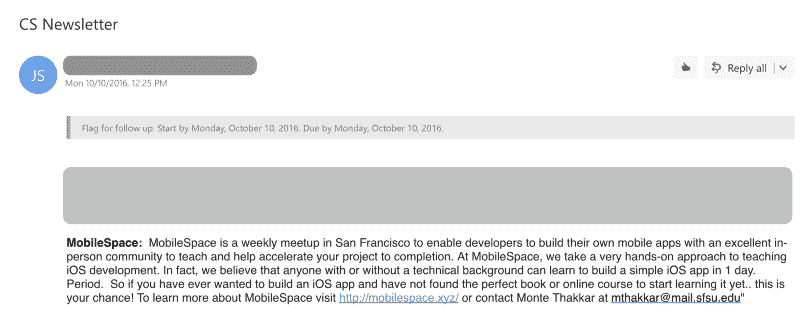 CS Newsletter
JS
Mon 10/10/2016, 12:25 PM
Reply all
Flag for follow up. Start by Monday, October 10, 2016. Due by Monday, October 10, 2016.
MobileSpace: MobileSpace is a weekly meetup in San Francisco to enable developers to build their own mobile apps with an excellent in-
person community to teach and help accelerate your project to completion. At MobileSpace, we take a very hands-on approach to teaching
iOS development. In fact, we believe that anyone with or without a technical background can learn to build a simple iOS app in 1 day.
Period. So if you have ever wanted to build an iOS app and have not found the perfect book or online course to start learning it yet.. this is
your chance! To learn more about MobileSpace visit http://mobilespace.xyz/ or contact Monte Thakkar at mthakkar@mail.sfsu.edu"